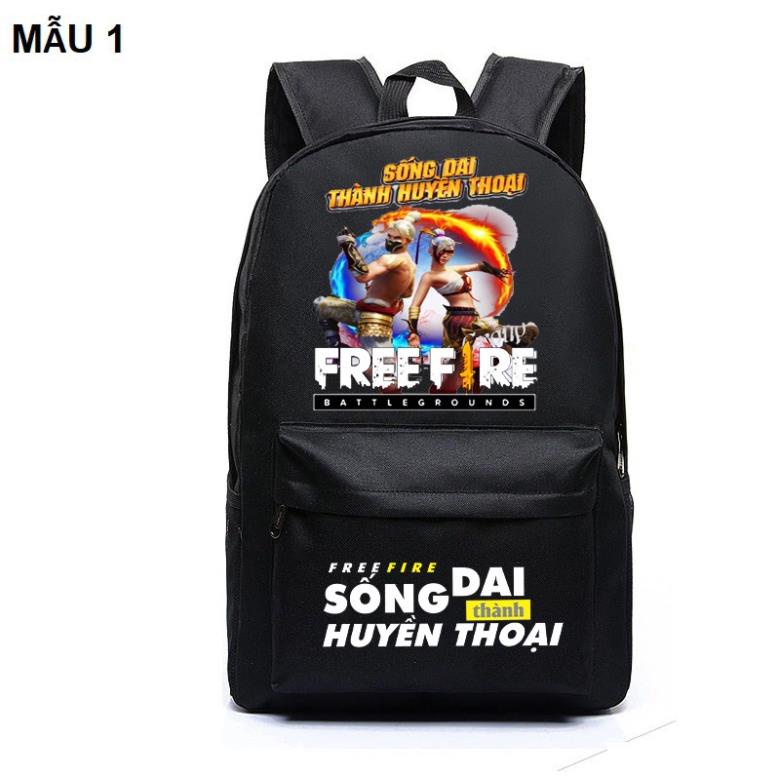 MẪU 1
SỐNG DAI
THÀNH HUYỀN THOẠI
FREE FIRE
BATTLEGROUNDS
FREE FIRE
SỐNG DAI
thành
HUYỀN THOẠI